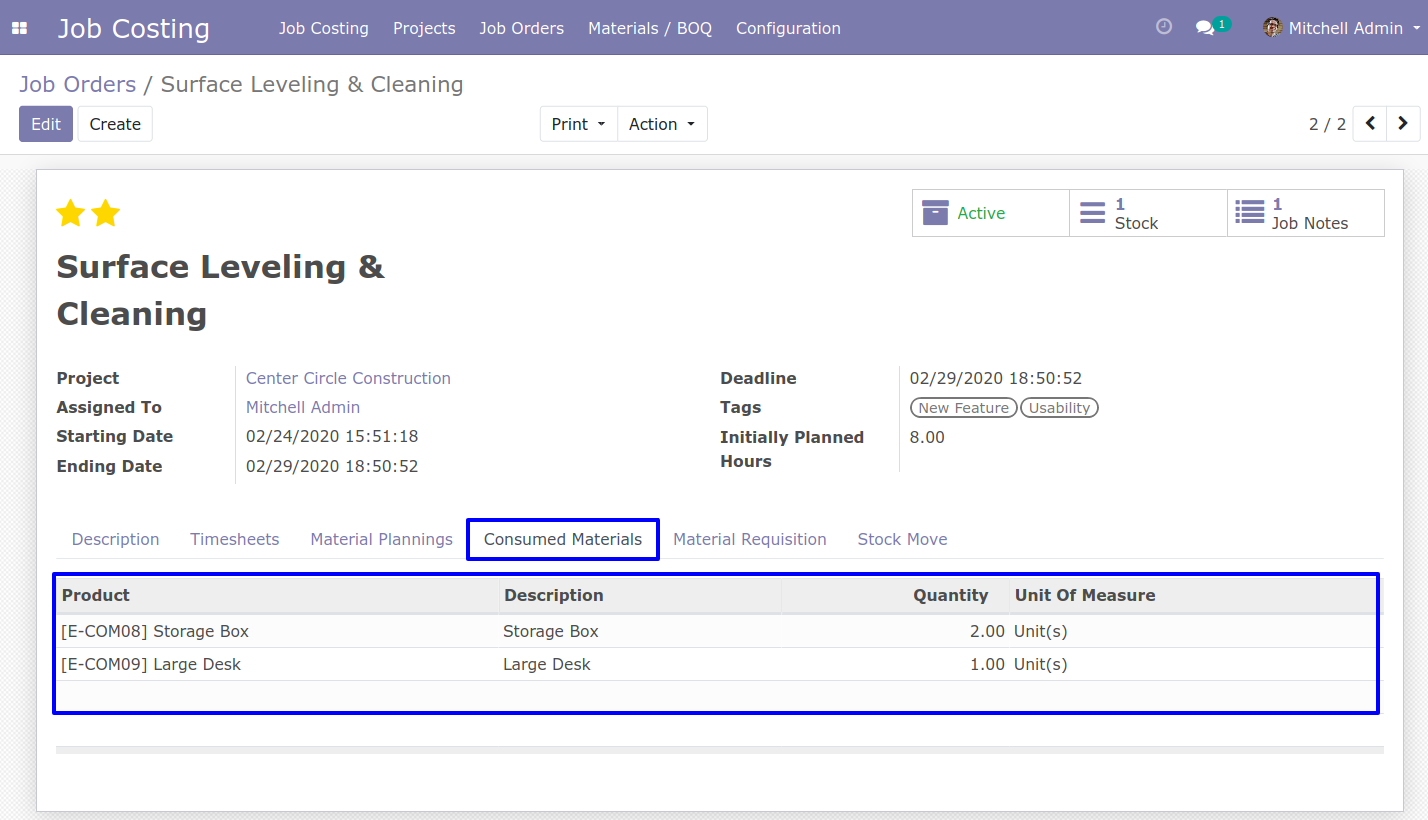 Job Costing Job Costing Projects Job Orders Materials / BOQ Configuration 1 Mitchell Admin
Job Orders / Surface Leveling & Cleaning
Edit Create Print Action 2 / 2
Active 1 Stock 1 Job Notes
Surface Leveling &
Cleaning
Project Center Circle Construction Deadline 02/29/2020 18:50:52
Assigned To Mitchell Admin Tags New Feature Usability
Starting Date 02/24/2020 15:51:18 Initially Planned Hours 8.00
Ending Date 02/29/2020 18:50:52
Description Timesheets Material Plannings Consumed Materials Material Requisition Stock Move
Product Description Quantity Unit Of Measure
[E-COM08] Storage Box Storage Box 2.00 Unit(s)
[E-COM09] Large Desk Large Desk 1.00 Unit(s)